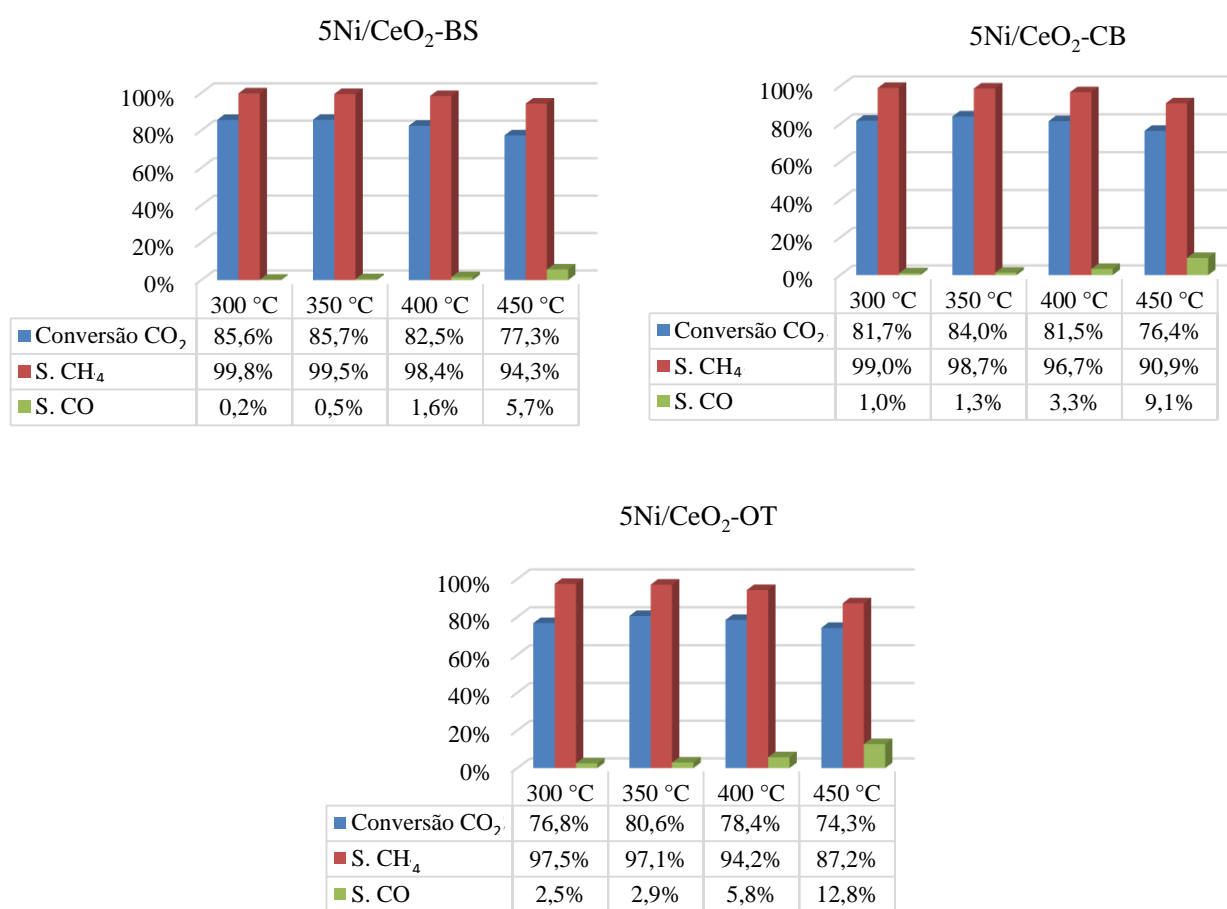 5Ni/CeO₂-BS
100%
80%
60%
40%
20%
0%
300 °C 350 °C 400 °C 450 °C
Conversão CO₂ 85,6% 85,7% 82,5% 77,3%
S. CH₄ 99,8% 99,5% 98,4% 94,3%
S. CO 0,2% 0,5% 1,6% 5,7%
5Ni/CeO₂-CB
100%
80%
60%
40%
20%
0%
300 °C 350 °C 400 °C 450 °C
Conversão CO₂ 81,7% 84,0% 81,5% 76,4%
S. CH₄ 99,0% 98,7% 96,7% 90,9%
S. CO 1,0% 1,3% 3,3% 9,1%
5Ni/CeO₂-OT
100%
80%
60%
40%
20%
0%
300 °C 350 °C 400 °C 450 °C
Conversão CO₂ 76,8% 80,6% 78,4% 74,3%
S. CH₄ 97,5% 97,1% 94,2% 87,2%
S. CO 2,5% 2,9% 5,8% 12,8%